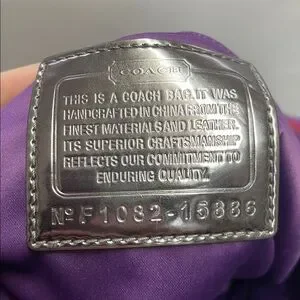 COACH
THIS IS A COACH BAG. IT WAS
HANDCRAFTED IN CHINA FROM THE
FINEST MATERIALS AND LEATHER.
ITS SUPERIOR CRAFTSMANSHIP
REFLECTS OUR COMMITMENT TO
ENDURING QUALITY.
Nº F1082-15886